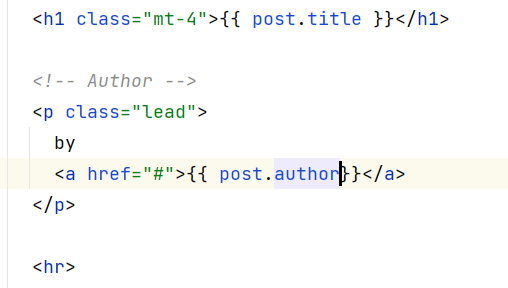 <h1 class="mt-4">{{ post.title }}</h1>
<!-- Author -->
<p class="lead">
by
<a href="#">{{ post.author}}</a>
</p>
<hr>